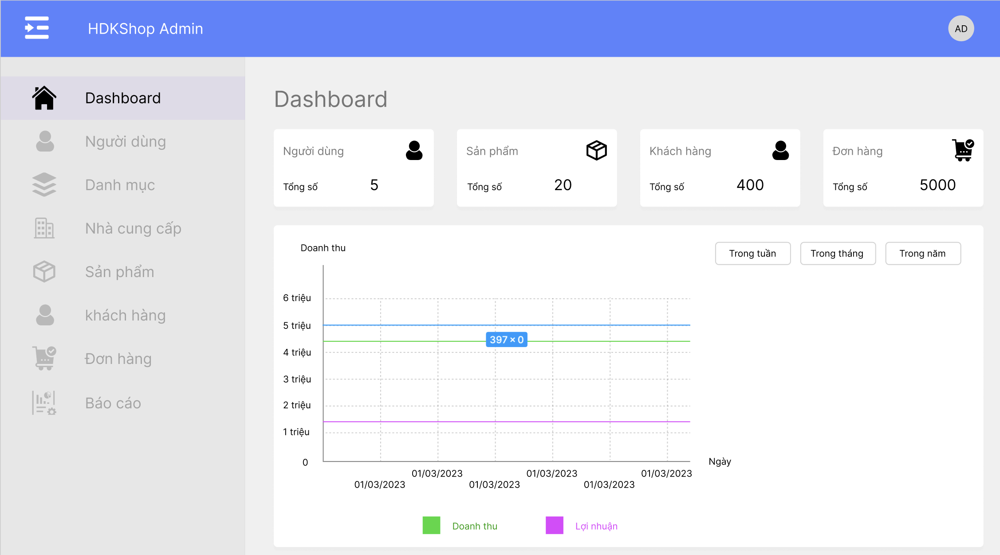 HDKShop Admin
AD
Dashboard
Người dùng
Danh mục
Nhà cung cấp
Sản phẩm
khách hàng
Đơn hàng
Báo cáo
Dashboard
Người dùng
Tổng số 5
Sản phẩm
Tổng số 20
Khách hàng
Tổng số 400
Đơn hàng
Tổng số 5000
Doanh thu
Trong tuần
Trong tháng
Trong năm
6 triệu
5 triệu
397 × 0
4 triệu
3 triệu
2 triệu
1 triệu
0
Ngày
01/03/2023
01/03/2023
01/03/2023
01/03/2023
01/03/2023
01/03/2023
Doanh thu
Lợi nhuận